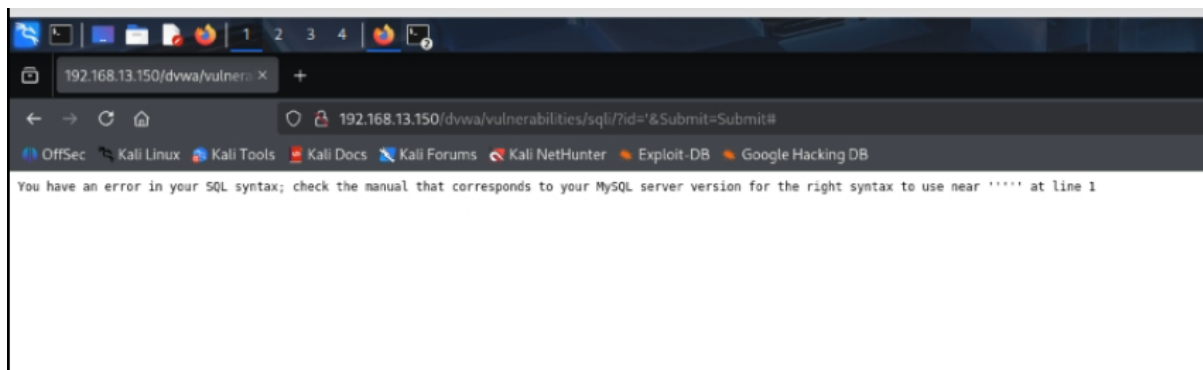 1 2 3 4
2
192.168.13.150/dvwa/vulnera × +
192.168.13.150/dvwa/vulnerabilities/sqli/?id='&Submit=Submit#
OffSec Kali Linux Kali Tools Kali Docs Kali Forums Kali NetHunter Exploit-DB Google Hacking DB
You have an error in your SQL syntax; check the manual that corresponds to your MySQL server version for the right syntax to use near ''''' at line 1